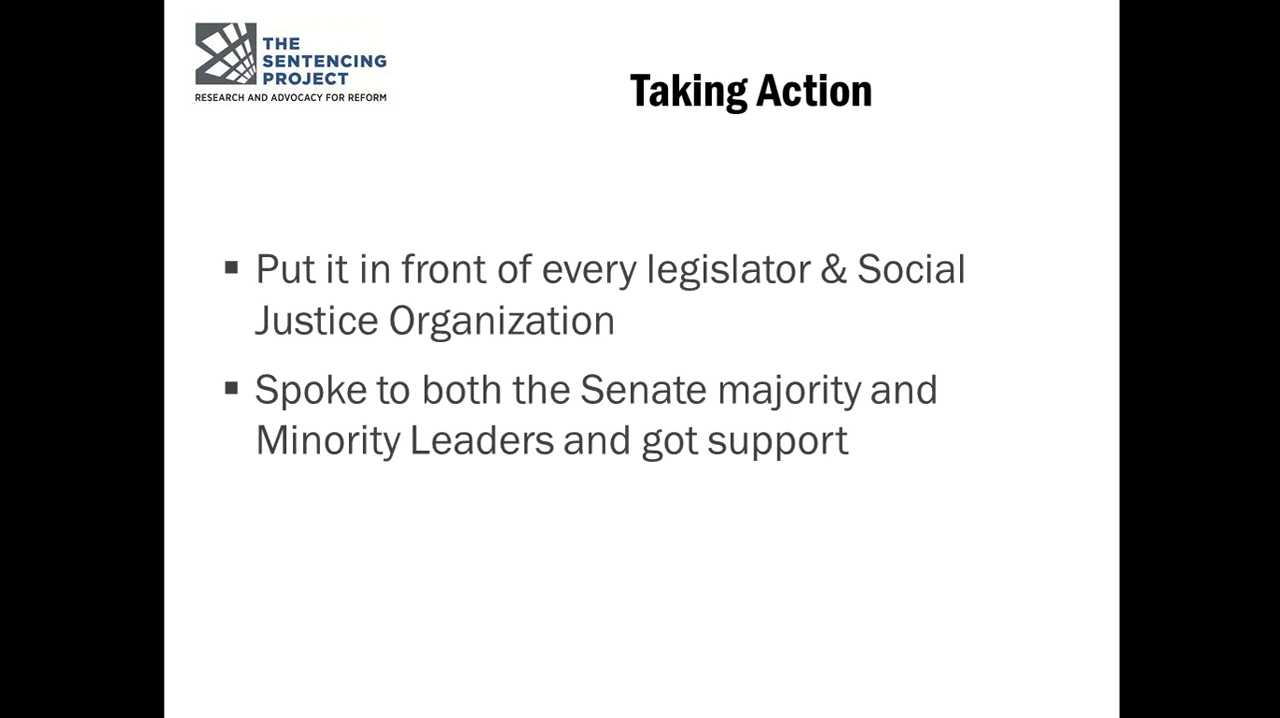 THE
SENTENCING
PROJECT
RESEARCH AND ADVOCACY FOR REFORM
Taking Action
▪ Put it in front of every legislator & Social
Justice Organization
▪ Spoke to both the Senate majority and
Minority Leaders and got support